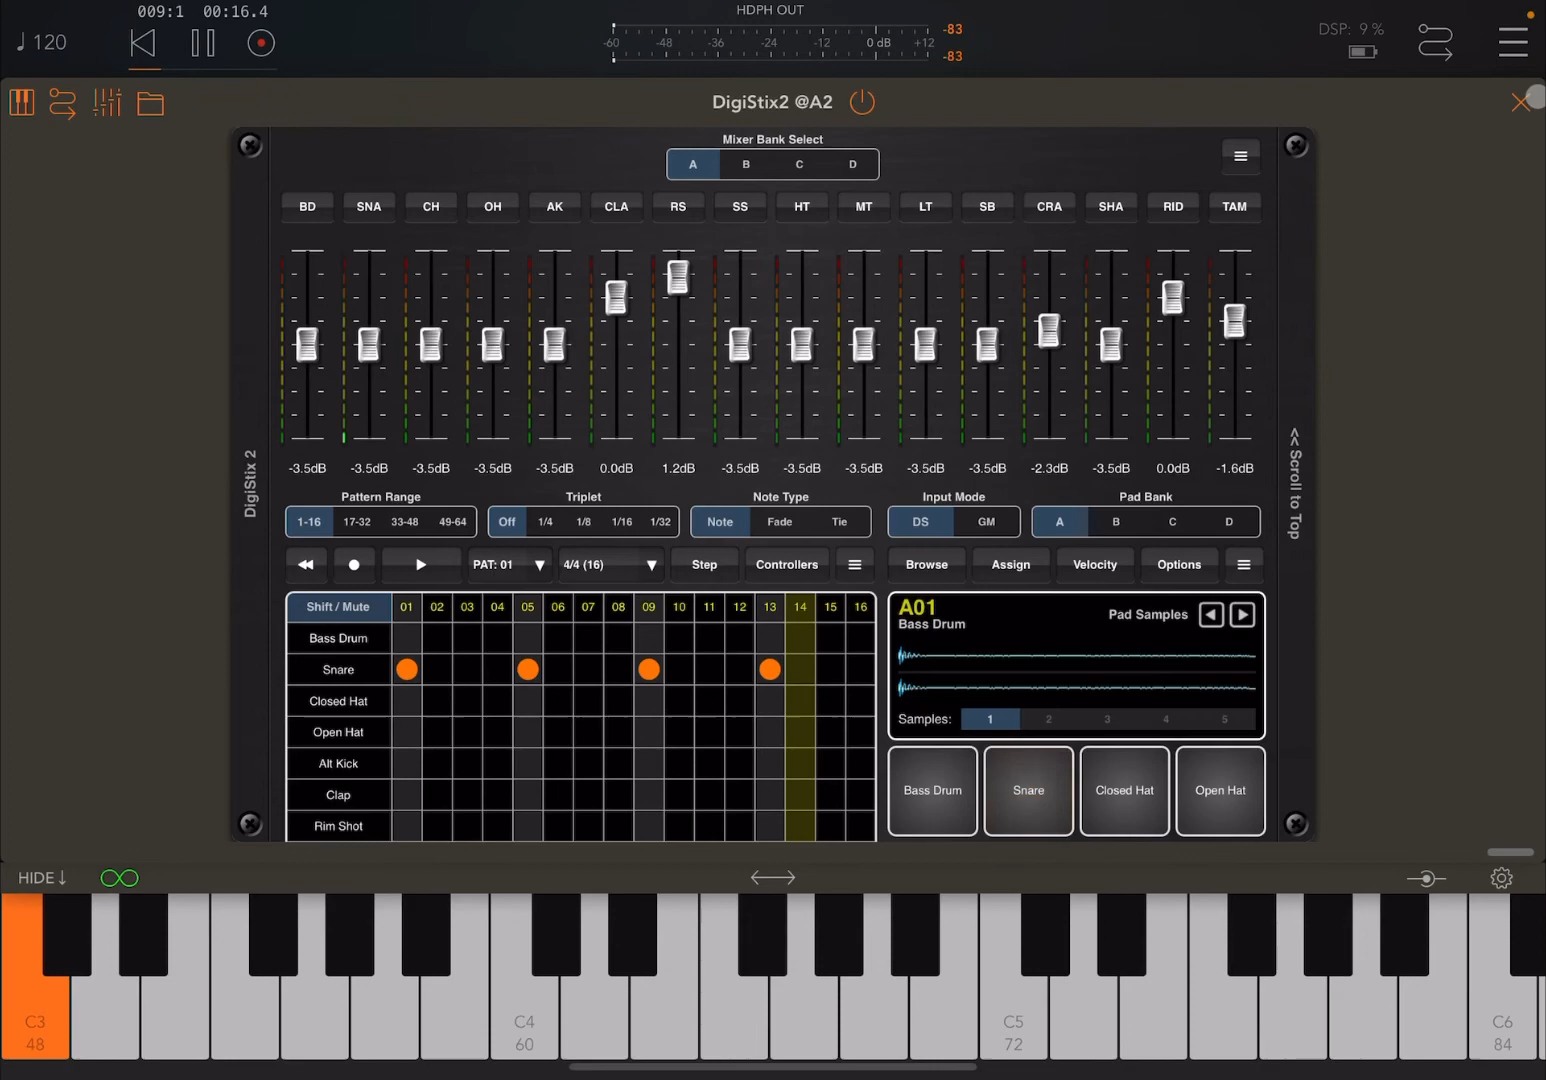 009:1 00:16.4
HDPH OUT
120
-60 -48 -36 -24 -12 0 dB +12
-83
-83
DSP: 9 %
DigiStix2 @A2
Mixer Bank Select
A B C D
BD SNA CH OH AK CLA RS SS HT MT LT SB CRA SHA RID TAM
-3.5dB -3.5dB -3.5dB -3.5dB -3.5dB 0.0dB 1.2dB -3.5dB -3.5dB -3.5dB -3.5dB -3.5dB -2.3dB -3.5dB 0.0dB -1.6dB
DigiStix 2
<< Scroll to Top
Pattern Range Triplet Note Type Input Mode Pad Bank
1-16 17-32 33-48 49-64 Off 1/4 1/8 1/16 1/32 Note Fade Tie DS GM A B C D
PAT: 01 ▼ 4/4 (16) ▼ Step Controllers Browse Assign Velocity Options
Shift / Mute 01 02 03 04 05 06 07 08 09 10 11 12 13 14 15 16
Bass Drum
Snare
Closed Hat
Open Hat
Alt Kick
Clap
Rim Shot
A01
Bass Drum
Pad Samples
Samples: 1 2 3 4 5
Bass Drum Snare Closed Hat Open Hat
HIDE↓
C3 C4 C5 C6
48 60 72 84